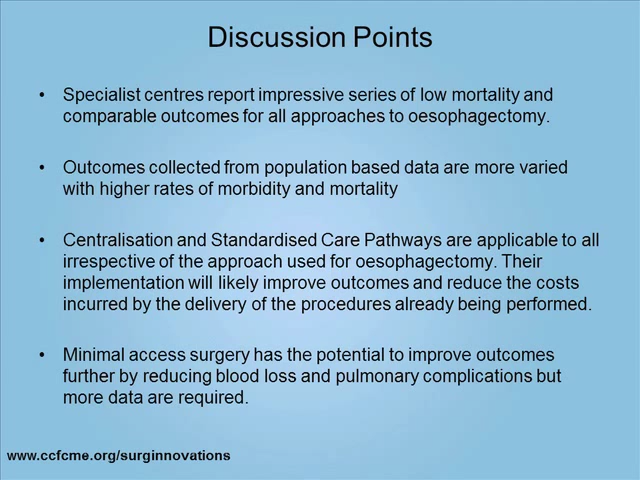 Discussion Points
• Specialist centres report impressive series of low mortality and
comparable outcomes for all approaches to oesophagectomy.
• Outcomes collected from population based data are more varied
with higher rates of morbidity and mortality
• Centralisation and Standardised Care Pathways are applicable to all
irrespective of the approach used for oesophagectomy. Their
implementation will likely improve outcomes and reduce the costs
incurred by the delivery of the procedures already being performed.
• Minimal access surgery has the potential to improve outcomes
further by reducing blood loss and pulmonary complications but
more data are required.
www.ccfcme.org/surginnovations